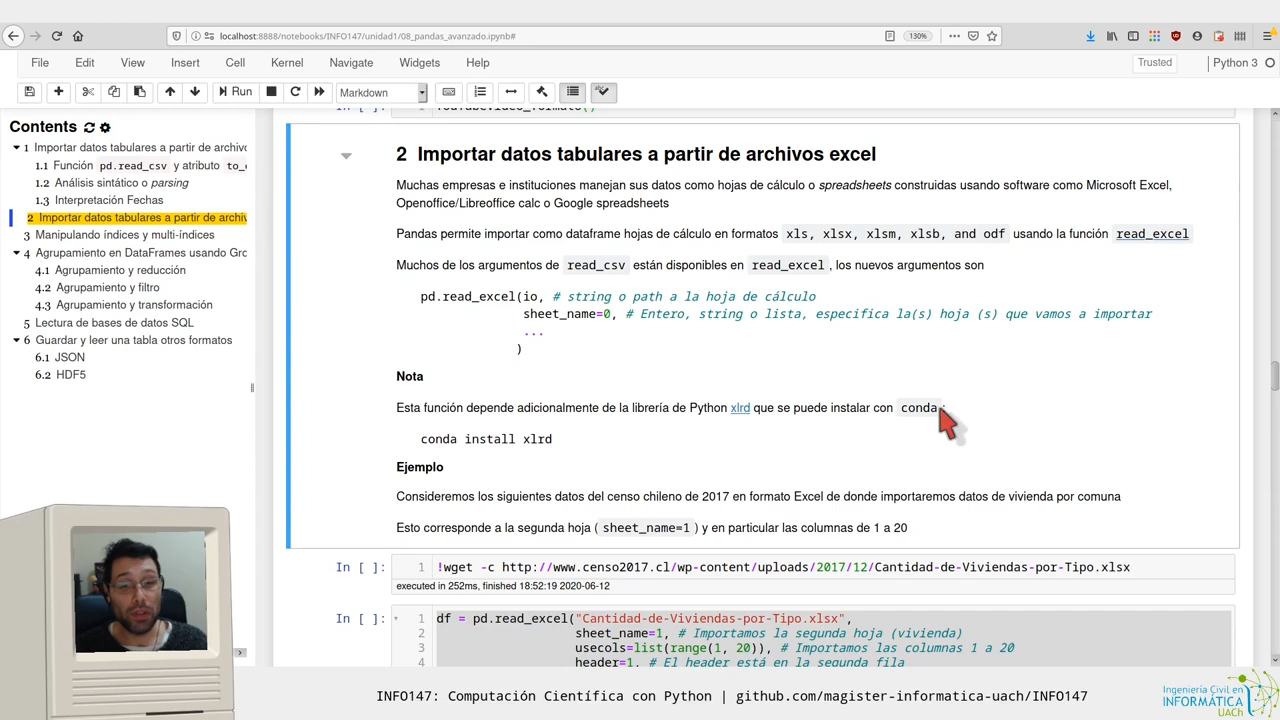 localhost:8888/notebooks/INFO147/unidad1/08_pandas_avanzado.ipynb#
130%
File Edit View Insert Cell Kernel Navigate Widgets Help
Trusted
Python 3
Run
Markdown
Contents
1 Importar datos tabulares a partir de archivo
1.1 Función pd.read_csv y atributo to_
1.2 Análisis sintático o parsing
1.3 Interpretación Fechas
2 Importar datos tabulares a partir de archiv
3 Manipulando índices y multi-índices
4 Agrupamiento en DataFrames usando Gro
4.1 Agrupamiento y reducción
4.2 Agrupamiento y filtro
4.3 Agrupamiento y transformación
5 Lectura de bases de datos SQL
6 Guardar y leer una tabla otros formatos
6.1 JSON
6.2 HDF5
2 Importar datos tabulares a partir de archivos excel
Muchas empresas e instituciones manejan sus datos como hojas de cálculo o spreadsheets construidas usando software como Microsoft Excel,
Openoffice/Libreoffice calc o Google spreadsheets
Pandas permite importar como dataframe hojas de cálculo en formatos xls, xlsx, xlsm, xlsb, and odf usando la función read_excel
Muchos de los argumentos de read_csv están disponibles en read_excel, los nuevos argumentos son
pd.read_excel(io, # string o path a la hoja de cálculo
sheet_name=0, # Entero, string o lista, especifica la(s) hoja (s) que vamos a importar
...
)
Nota
Esta función depende adicionalmente de la librería de Python xlrd que se puede instalar con conda:
conda install xlrd
Ejemplo
Consideremos los siguientes datos del censo chileno de 2017 en formato Excel de donde importaremos datos de vivienda por comuna
Esto corresponde a la segunda hoja (sheet_name=1) y en particular las columnas de 1 a 20
In [ ]: 1 !wget -c http://www.censo2017.cl/wp-content/uploads/2017/12/Cantidad-de-Viviendas-por-Tipo.xlsx
executed in 252ms, finished 18:52:19 2020-06-12
In [ ]: 1 df = pd.read_excel("Cantidad-de-Viviendas-por-Tipo.xlsx",
2 sheet_name=1, # Importamos la segunda hoja (vivienda)
3 usecols=list(range(1, 20)), # Importamos las columnas 1 a 20
4 header=1, # El header está en la segunda fila
INFO147: Computación Científica con Python | github.com/magister-informatica-uach/INFO147
Ingeniería Civil en
INFORMÁTICA
UACh